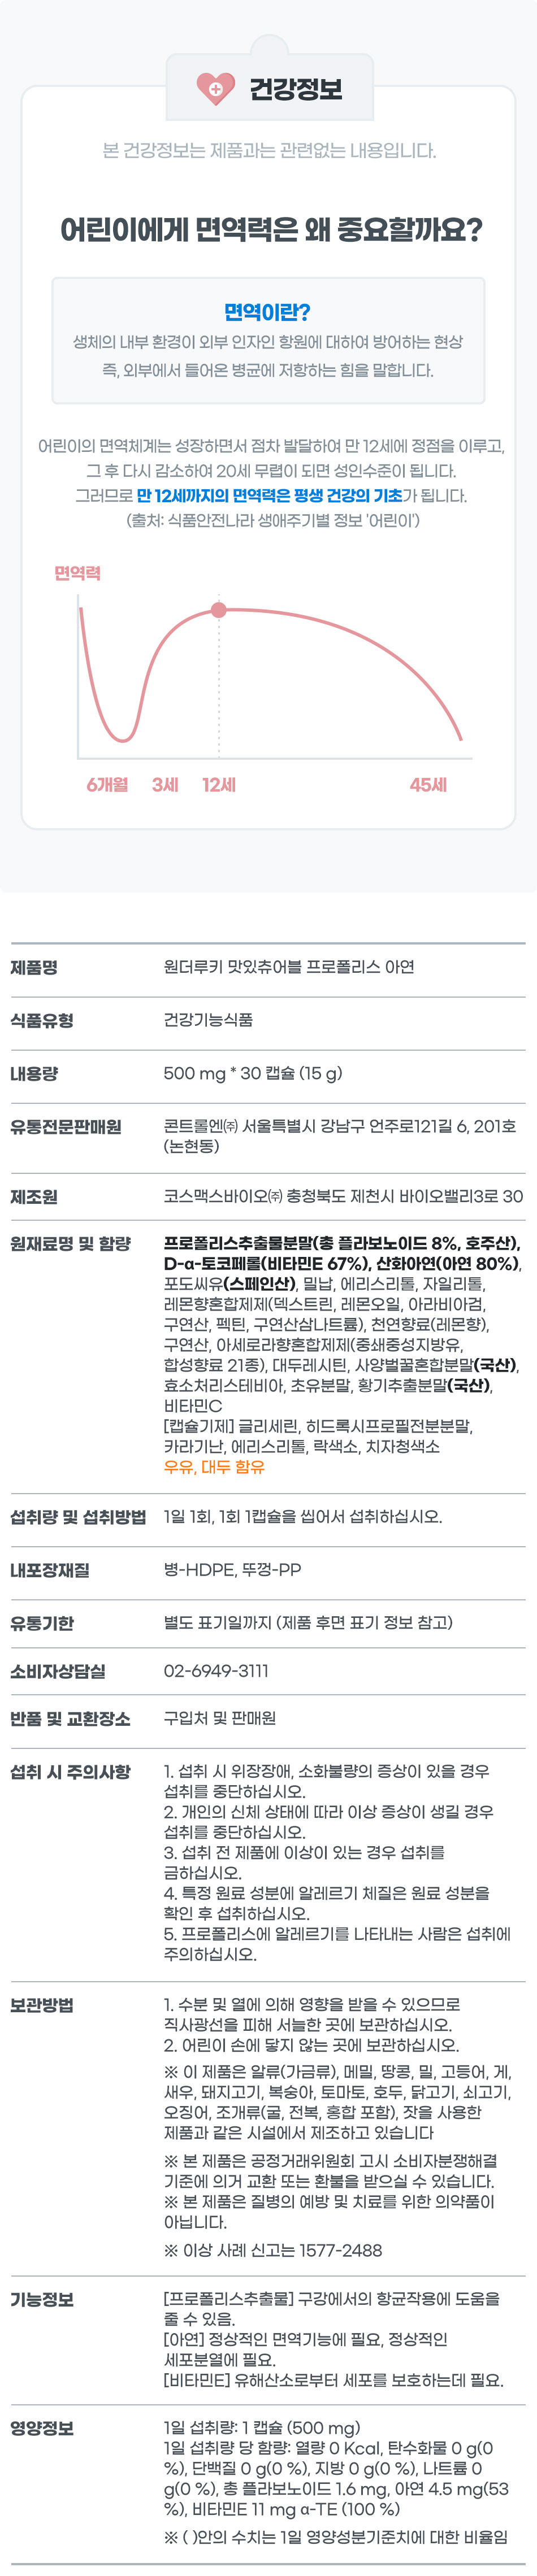 건강정보
본 건강정보는 제품과는 관련없는 내용입니다.
어린이에게 면역력은 왜 중요할까요?
면역이란?
생체의 내부 환경이 외부 인자인 항원에 대하여 방어하는 현상
즉, 외부에서 들어온 병균에 저항하는 힘을 말합니다.
어린이의 면역체계는 성장하면서 점차 발달하여 만 12세에 정점을 이루고,
그 후 다시 감소하여 20세 무렵이 되면 성인수준이 됩니다.
그러므로 만 12세까지의 면역력은 평생 건강의 기초가 됩니다.
(출처: 식품안전나라 생애주기별 정보 '어린이')
면역력
6개월 3세 12세 45세
제품명 원더루키 맛있츄어블 프로폴리스 아연
식품유형 건강기능식품
내용량 500 mg * 30 캡슐 (15 g)
유통전문판매원 콘트롤엔㈜ 서울특별시 강남구 언주로121길 6, 201호
(논현동)
제조원 코스맥스바이오㈜ 충청북도 제천시 바이오밸리3로 30
원재료명 및 함량 프로폴리스추출물분말(총 플라보노이드 8%, 호주산),
D-α-토코페롤(비타민E 67%), 산화아연(아연 80%),
포도씨유(스페인산), 밀납, 에리스리톨, 자일리톨,
레몬향혼합제제(덱스트린, 레몬오일, 아라비아검,
구연산, 펙틴, 구연산삼나트륨), 천연향료(레몬향),
구연산, 아세로라향혼합제제(중쇄중성지방유,
합성향료 21종), 대두레시틴, 사양벌꿀혼합분말(국산),
효소처리스테비아, 초유분말, 황기추출분말(국산),
비타민C
[캡슐기제] 글리세린, 히드록시프로필전분분말,
카라기난, 에리스리톨, 락색소, 치자청색소
우유, 대두 함유
섭취량 및 섭취방법 1일 1회, 1회 1캡슐을 씹어서 섭취하십시오.
내포장재질 병-HDPE, 뚜껑-PP
유통기한 별도 표기일까지 (제품 후면 표기 정보 참고)
소비자상담실 02-6949-3111
반품 및 교환장소 구입처 및 판매원
섭취 시 주의사항 1. 섭취 시 위장장애, 소화불량의 증상이 있을 경우
섭취를 중단하십시오.
2. 개인의 신체 상태에 따라 이상 증상이 생길 경우
섭취를 중단하십시오.
3. 섭취 전 제품에 이상이 있는 경우 섭취를
금하십시오.
4. 특정 원료 성분에 알레르기 체질은 원료 성분을
확인 후 섭취하십시오.
5. 프로폴리스에 알레르기를 나타내는 사람은 섭취에
주의하십시오.
보관방법 1. 수분 및 열에 의해 영향을 받을 수 있으므로
직사광선을 피해 서늘한 곳에 보관하십시오.
2. 어린이 손에 닿지 않는 곳에 보관하십시오.
※ 이 제품은 알류(가금류), 메밀, 땅콩, 밀, 고등어, 게,
새우, 돼지고기, 복숭아, 토마토, 호두, 닭고기, 쇠고기,
오징어, 조개류(굴, 전복, 홍합 포함), 잣을 사용한
제품과 같은 시설에서 제조하고 있습니다
※ 본 제품은 공정거래위원회 고시 소비자분쟁해결
기준에 의거 교환 또는 환불을 받으실 수 있습니다.
※ 본 제품은 질병의 예방 및 치료를 위한 의약품이
아닙니다.
※ 이상 사례 신고는 1577-2488
기능정보 [프로폴리스추출물] 구강에서의 항균작용에 도움을
줄 수 있음.
[아연] 정상적인 면역기능에 필요, 정상적인
세포분열에 필요.
[비타민E] 유해산소로부터 세포를 보호하는데 필요.
영양정보 1일 섭취량: 1 캡슐 (500 mg)
1일 섭취량 당 함량: 열량 0 Kcal, 탄수화물 0 g(0
%), 단백질 0 g(0 %), 지방 0 g(0 %), 나트륨 0
g(0 %), 총 플라보노이드 1.6 mg, 아연 4.5 mg(53
%), 비타민E 11 mg α-TE (100 %)
※ ( )안의 수치는 1일 영양성분기준치에 대한 비율임